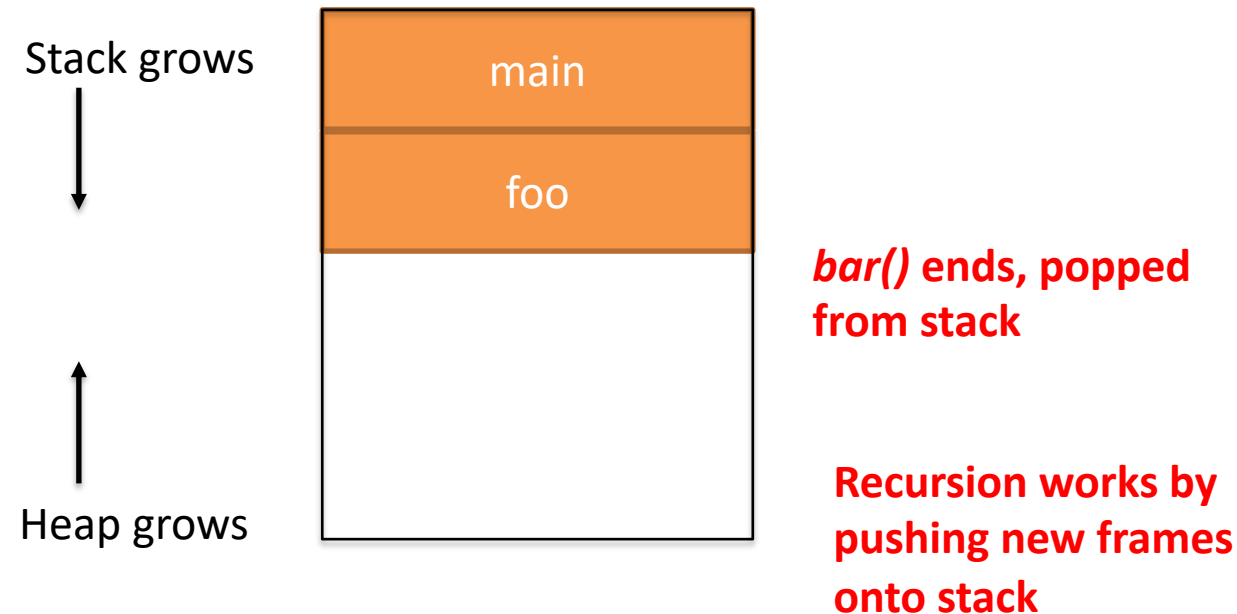 Stack grows
main
foo
bar() ends, popped
from stack
Heap grows
Recursion works by
pushing new frames
onto stack